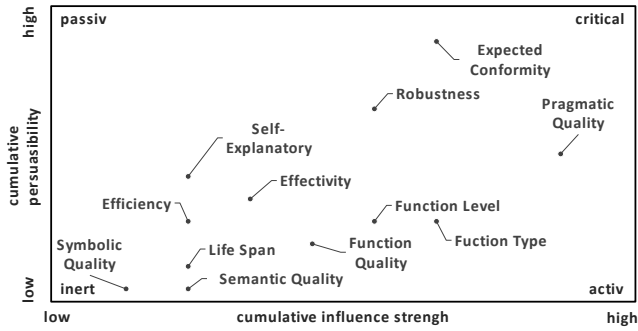 high
passiv
critical
Expected
Conformity
Robustness
Pragmatic
Quality
Self-
Explanatory
cumulative
persuasibility
Effectivity
Efficiency
Function Level
Symbolic
Quality
Life Span
Function
Quality
Fuction Type
Semantic Quality
low
inert
activ
low
cumulative influence strengh
high